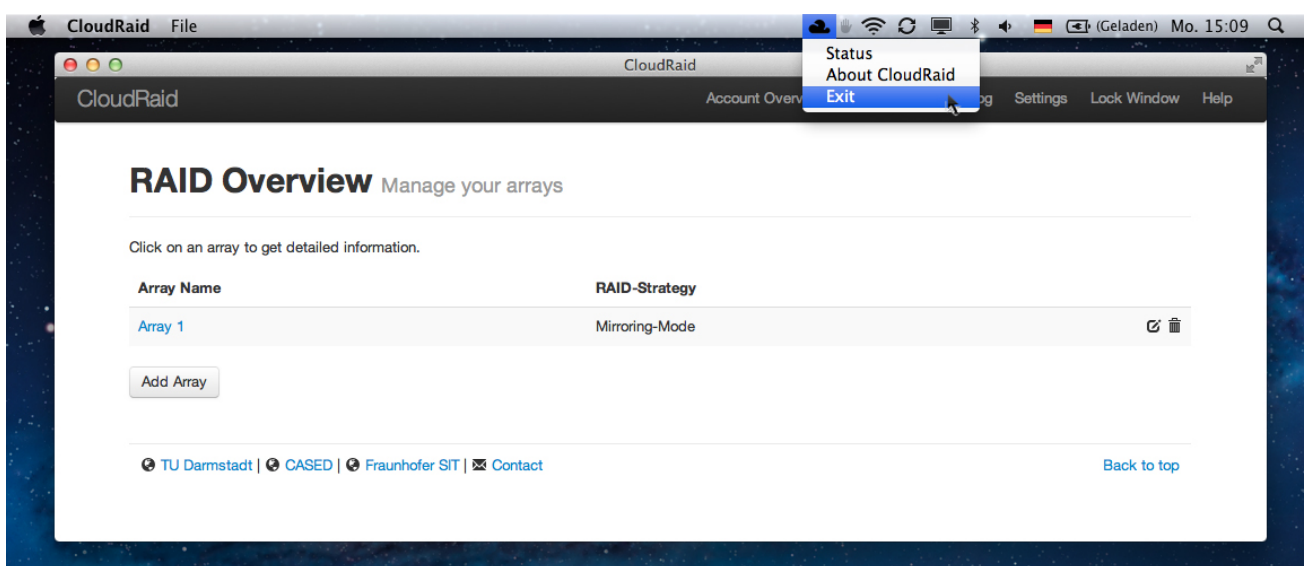 CloudRaid File (Geladen) Mo. 15:09
CloudRaid
Status
About CloudRaid
Exit
CloudRaid Account Settings Lock Window Help
RAID Overview Manage your arrays
Click on an array to get detailed information.
Array Name RAID-Strategy
Array 1 Mirroring-Mode
Add Array
TU Darmstadt | CASED | Fraunhofer SIT | Contact Back to top